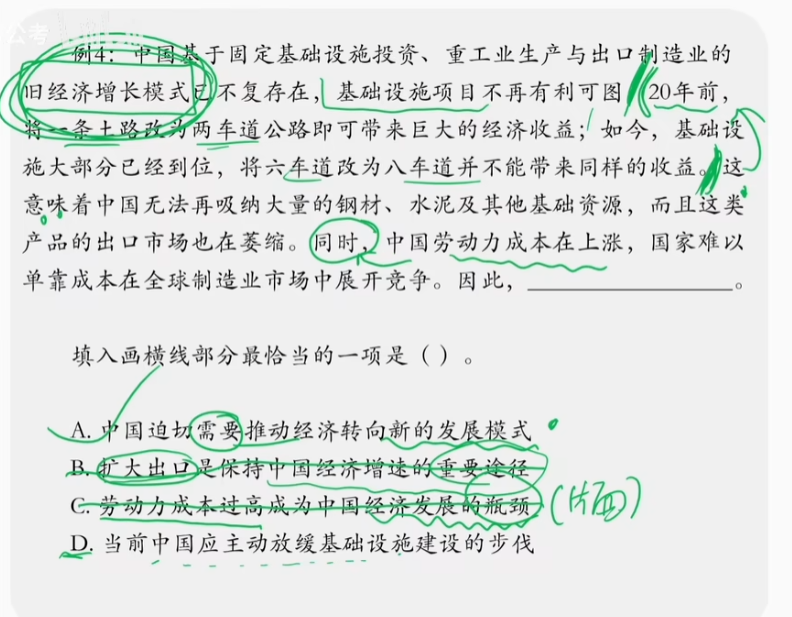 公考
例4：中国基于固定基础设施投资、重工业生产与出口制造业的
旧经济增长模式已不复存在，基础设施项目不再有利可图。20年前，
将一条土路改为两车道公路即可带来巨大的经济收益；如今，基础设
施大部分已经到位，将六车道改为八车道并不能带来同样的收益。这
意味着中国无法再吸纳大量的钢材、水泥及其他基础资源，而且这类
产品的出口市场也在萎缩。同时，中国劳动力成本在上涨，国家难以
单靠成本在全球制造业市场中展开竞争。因此，____________________。
填入画横线部分最恰当的一项是（ ）。
A. 中国迫切需要推动经济转向新的发展模式
B. 扩大出口是保持中国经济增速的重要途径
C. 劳动力成本过高成为中国经济发展的瓶颈（片面）
D. 当前中国应主动放缓基础设施建设的步伐